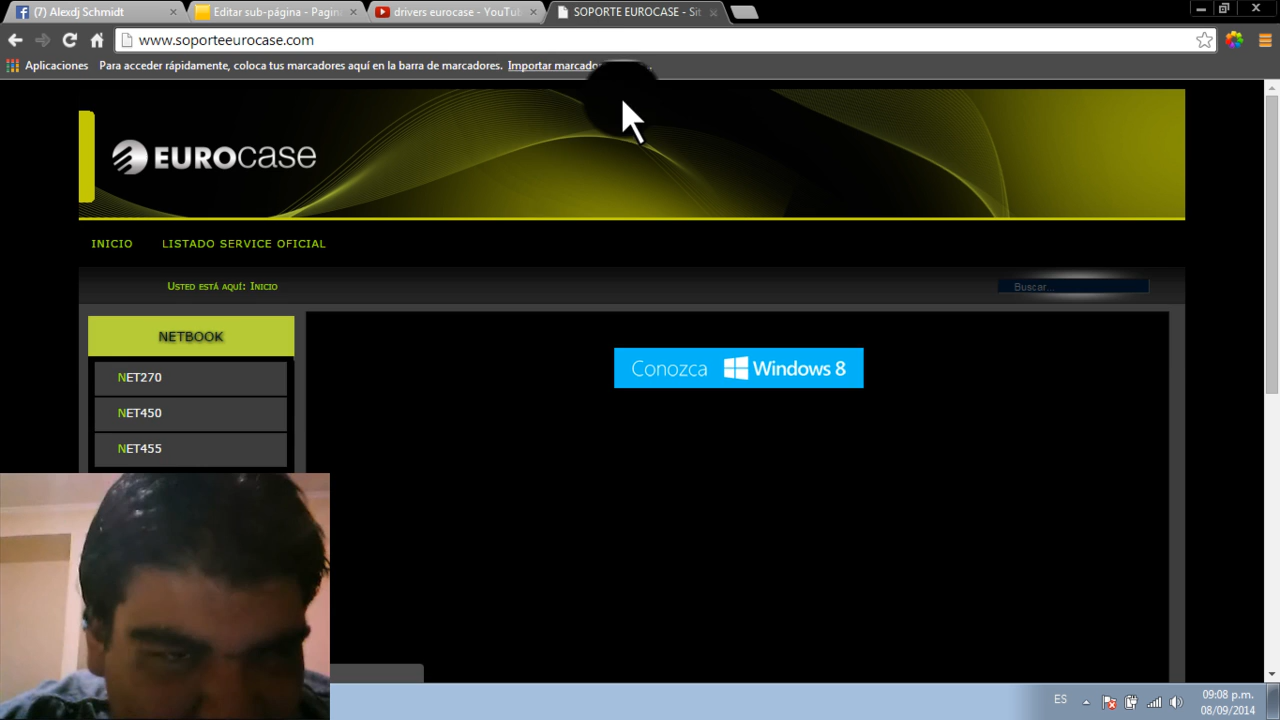 (7) Alexdj Schmidt
Editar sub-página - Pagin
drivers eurocase - YouTu
SOPORTE EUROCASE - Sit
www.soporteeurocase.com
Aplicaciones
Para acceder rápidamente, coloca tus marcadores aquí en la barra de marcadores.
Importar marcado
EUROCASE
INICIO
LISTADO SERVICE OFICIAL
Usted está aquí: Inicio
Buscar...
NETBOOK
NET270
NET450
NET455
Conozca Windows 8
ES
09:08 p.m.
08/09/2014